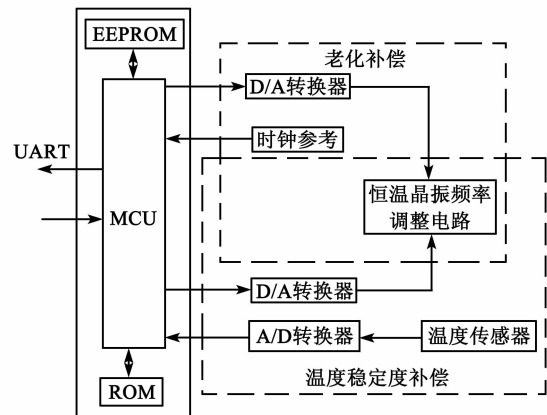 EEPROM
老化补偿
D/A转换器
时钟参考
UART
恒温晶振频率
调整电路
MCU
D/A转换器
A/D转换器
温度传感器
温度稳定度补偿
ROM